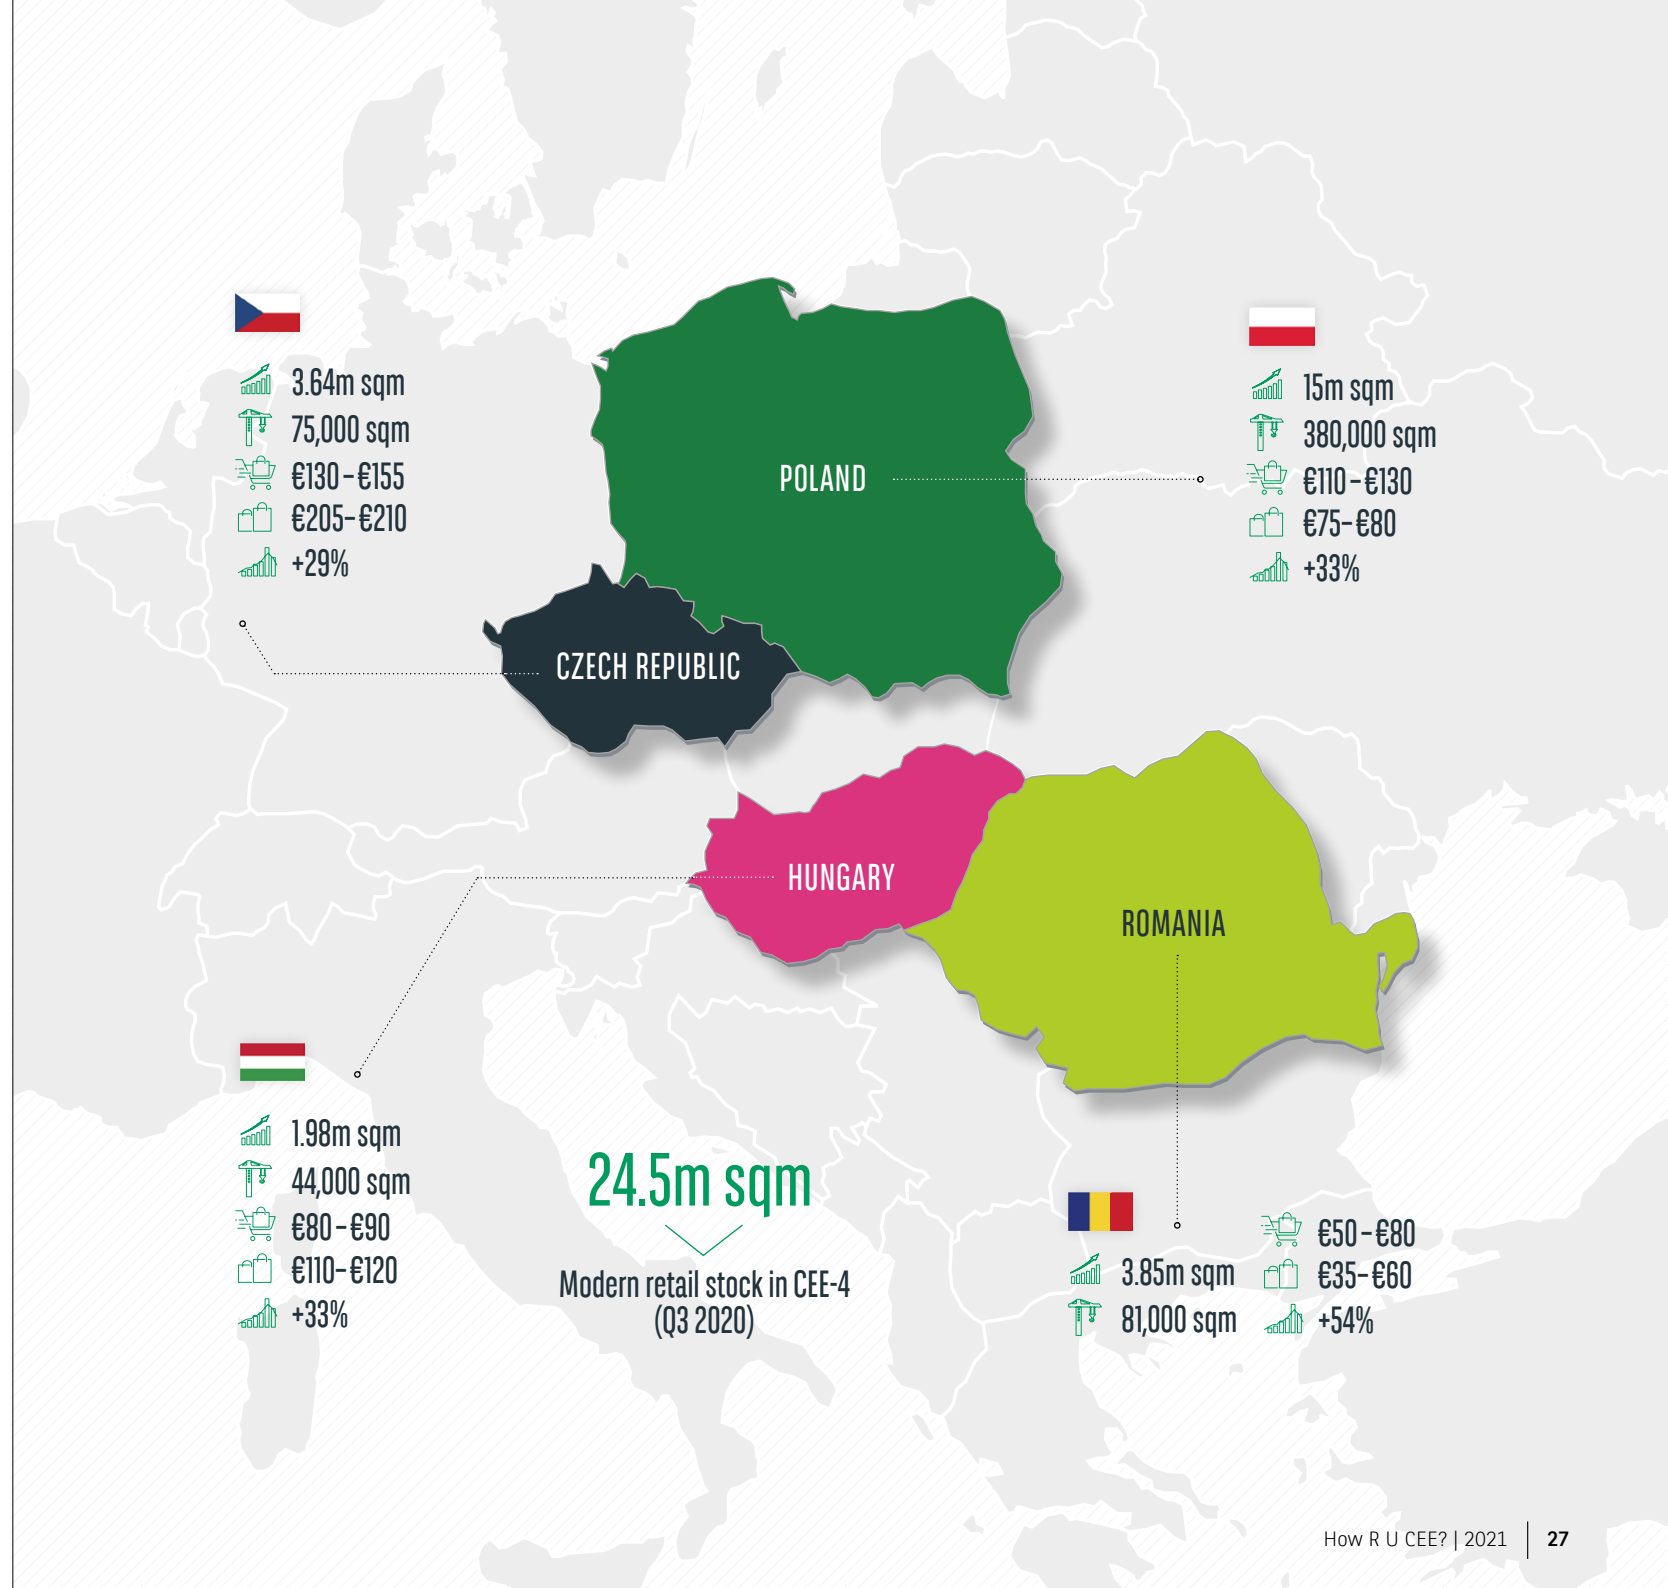 3.64m sqm
75,000 sqm
€130–€155
€205–€210
+29%
15m sqm
380,000 sqm
€110–€130
€75–€80
+33%
POLAND
CZECH REPUBLIC
HUNGARY
ROMANIA
1.98m sqm
44,000 sqm
€80–€90
€110–€120
+33%
24.5m sqm
Modern retail stock in CEE-4
(Q3 2020)
3.85m sqm
81,000 sqm
€50–€80
€35–€60
+54%
How R U CEE? | 2021 27